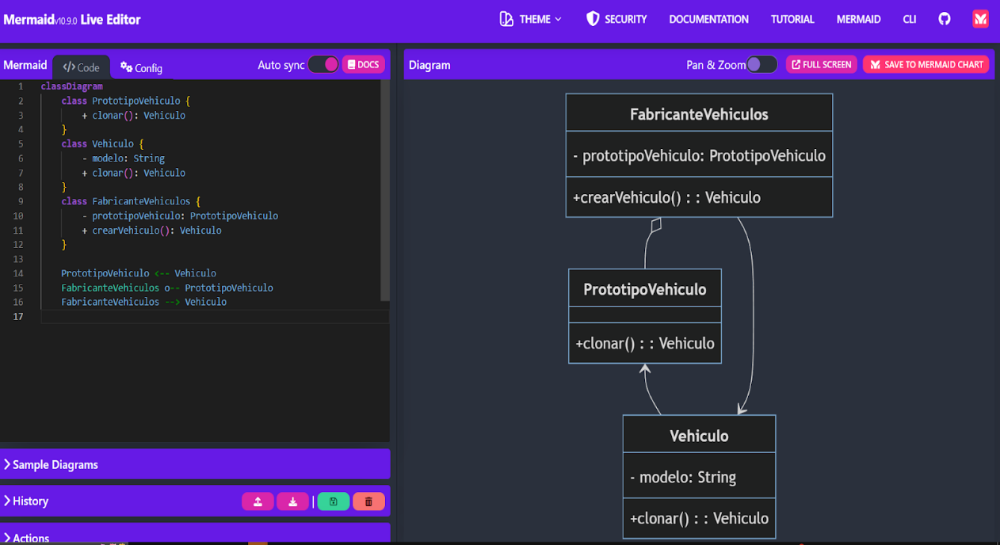 Mermaid v10.9.0 Live Editor
THEME
SECURITY
DOCUMENTATION
TUTORIAL
MERMAID
CLI
Mermaid
</> Code
Config
Auto sync
DOCS
1 classDiagram
2 class PrototipoVehiculo {
3 + clonar(): Vehiculo
4 }
5 class Vehiculo {
6 - modelo: String
7 + clonar(): Vehiculo
8 }
9 class FabricanteVehiculos {
10 - prototipoVehiculo: PrototipoVehiculo
11 + crearVehiculo(): Vehiculo
12 }
13
14 PrototipoVehiculo <-- Vehiculo
15 FabricanteVehiculos o-- PrototipoVehiculo
16 FabricanteVehiculos --> Vehiculo
17
Sample Diagrams
History
Actions
Diagram
Pan & Zoom
FULL SCREEN
SAVE TO MERMAID CHART
FabricanteVehiculos
- prototipoVehiculo: PrototipoVehiculo
+crearVehiculo() : : Vehiculo
PrototipoVehiculo
+clonar() : : Vehiculo
Vehiculo
- modelo: String
+clonar() : : Vehiculo